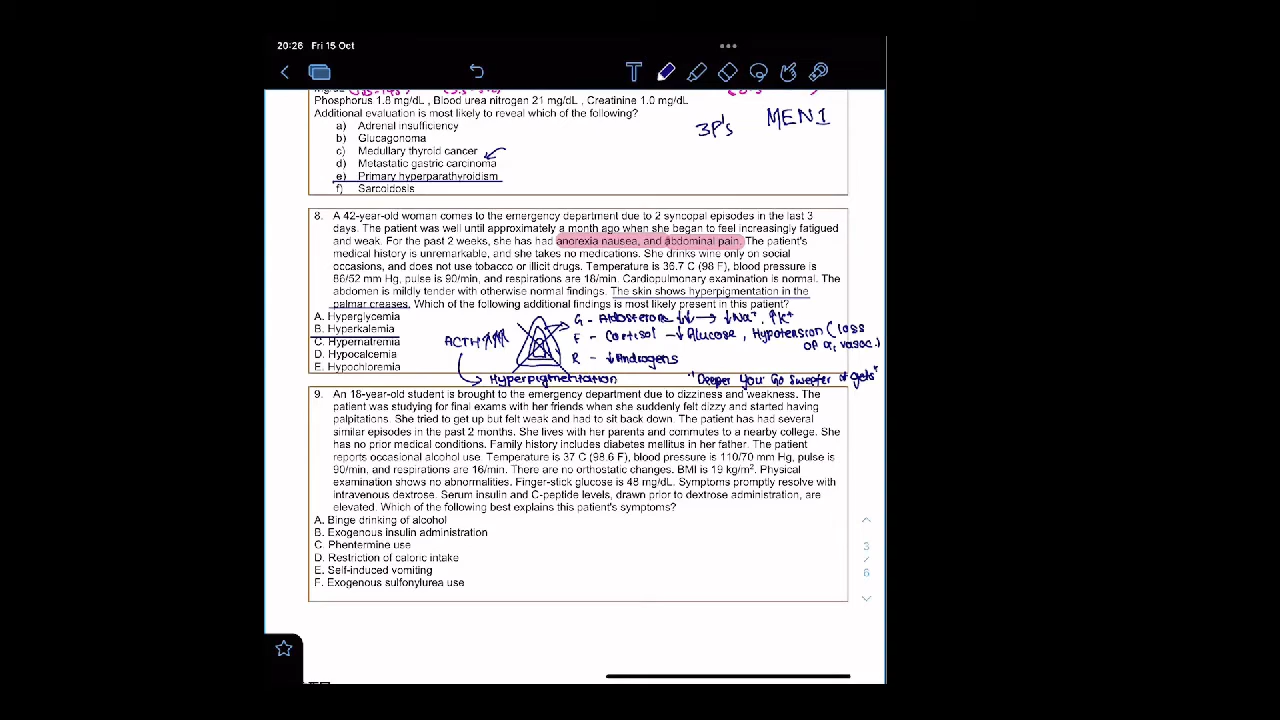 20:26 Fri 15 Oct
T
Phosphorus 1.8 mg/dL , Blood urea nitrogen 21 mg/dL , Creatinine 1.0 mg/dL
Additional evaluation is most likely to reveal which of the following?
a) Adrenal insufficiency
b) Glucagonoma
c) Medullary thyroid cancer
d) Metastatic gastric carcinoma
e) Primary hyperparathyroidism
f) Sarcoidosis
3P's MEN1
8. A 42-year-old woman comes to the emergency department due to 2 syncopal episodes in the last 3
days. The patient was well until approximately a month ago when she began to feel increasingly fatigued
and weak. For the past 2 weeks, she has had anorexia nausea, and abdominal pain. The patient's
medical history is unremarkable, and she takes no medications. She drinks wine only on social
occasions, and does not use tobacco or illicit drugs. Temperature is 36.7 C (98 F), blood pressure is
86/52 mm Hg, pulse is 90/min, and respirations are 18/min. Cardiopulmonary examination is normal. The
abdomen is mildly tender with otherwise normal findings. The skin shows hyperpigmentation in the
palmar creases. Which of the following additional findings is most likely present in this patient?
A. Hyperglycemia
B. Hyperkalemia
C. Hypernatremia
D. Hypocalcemia
E. Hypochloremia
G - Aldosterone ↓↓ → ↓Na⁺, ↑K⁺
F - Cortisol → ↓ Glucose, Hypotension (loss
of α₁ vasoc.)
R - ↓Androgens
ACTH ↑↑↑
Hyperpigmentation
"Deeper you Go Sweeter it gets"
9. An 18-year-old student is brought to the emergency department due to dizziness and weakness. The
patient was studying for final exams with her friends when she suddenly felt dizzy and started having
palpitations. She tried to get up but felt weak and had to sit back down. The patient has had several
similar episodes in the past 2 months. She lives with her parents and commutes to a nearby college. She
has no prior medical conditions. Family history includes diabetes mellitus in her father. The patient
reports occasional alcohol use. Temperature is 37 C (98.6 F), blood pressure is 110/70 mm Hg, pulse is
90/min, and respirations are 16/min. There are no orthostatic changes. BMI is 19 kg/m². Physical
examination shows no abnormalities. Finger-stick glucose is 48 mg/dL. Symptoms promptly resolve with
intravenous dextrose. Serum insulin and C-peptide levels, drawn prior to dextrose administration, are
elevated. Which of the following best explains this patient's symptoms?
A. Binge drinking of alcohol
B. Exogenous insulin administration
C. Phentermine use
D. Restriction of caloric intake
E. Self-induced vomiting
F. Exogenous sulfonylurea use
3
/
6